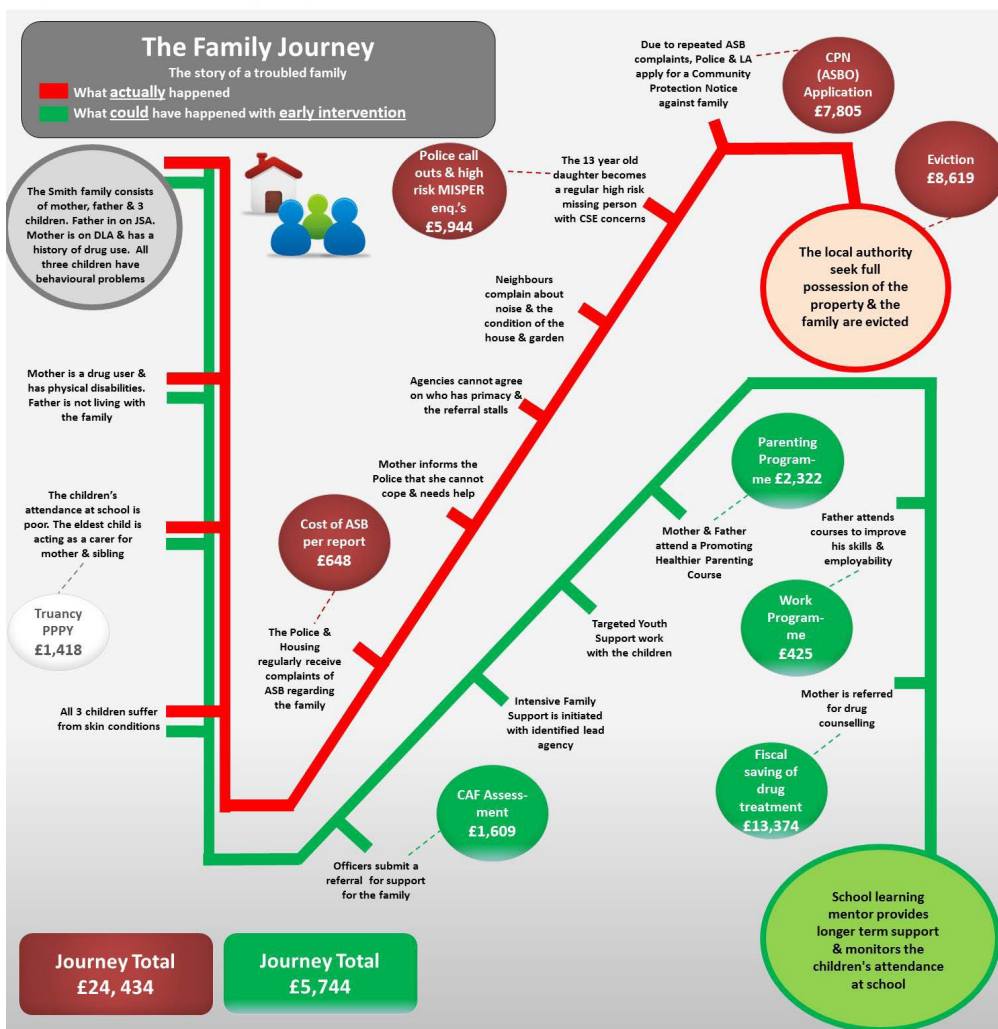 The Family Journey
The story of a troubled family
What actually happened
What could have happened with early intervention
The Smith family consists
of mother, father & 3
children. Father in on JSA.
Mother is on DLA & has a
history of drug use. All
three children have
behavioural problems
Mother is a drug user &
has physical disabilities.
Father is not living with
the family
The children's
attendance at school is
poor. The eldest child is
acting as a carer for
mother & sibling
Truancy
PPPY
£1,418
All 3 children suffer
from skin conditions
Cost of ASB
per report
£648
The Police &
Housing
regularly receive
complaints of
ASB regarding
the family
Mother informs the
Police that she cannot
cope & needs help
Agencies cannot agree
on who has primacy &
the referral stalls
Neighbours
complain about
noise & the
condition of the
house & garden
Police call
outs & high
risk MISPER
enq.'s
£5,944
The 13 year old
daughter becomes
a regular high risk
missing person
with CSE concerns
Due to repeated ASB
complaints, Police & LA
apply for a Community
Protection Notice
against family
CPN
(ASBO)
Application
£7,805
Eviction
£8,619
The local authority
seek full
possession of the
property & the
family are evicted
Officers submit a
referral for support
for the family
CAF Assess-
ment
£1,609
Intensive Family
Support is initiated
with identified lead
agency
Targeted Youth
Support work
with the children
Parenting
Program-
me £2,322
Mother & Father
attend a Promoting
Healthier Parenting
Course
Father attends
courses to improve
his skills &
employability
Work
Program-
me
£425
Mother is referred
for drug
counselling
Fiscal
saving of
drug
treatment
£13,374
School learning
mentor provides
longer term support
& monitors the
children's attendance
at school
Journey Total
£24, 434
Journey Total
£5,744